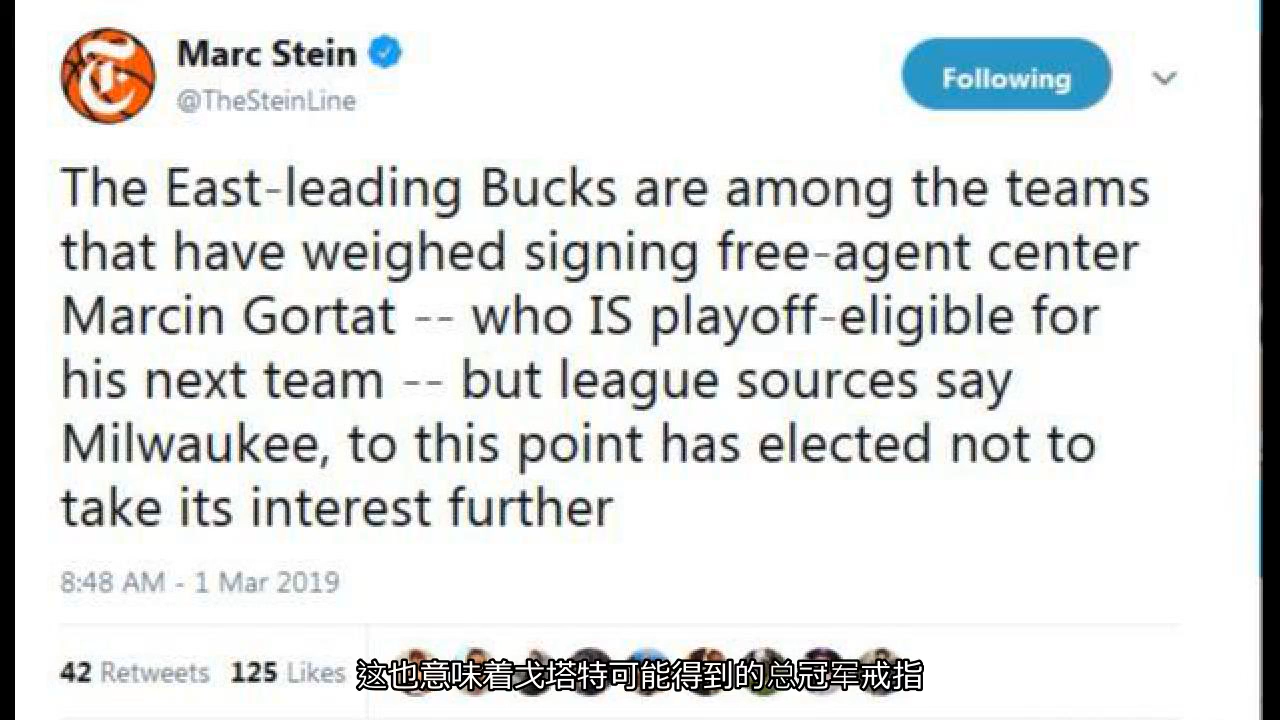 Marc Stein
@TheSteinLine
Following
The East-leading Bucks are among the teams
that have weighed signing free-agent center
Marcin Gortat -- who IS playoff-eligible for
his next team -- but league sources say
Milwaukee, to this point has elected not to
take its interest further
8:48 AM - 1 Mar 2019
42 Retweets 125 Likes
这也意味着戈塔特可能得到的总冠军戒指